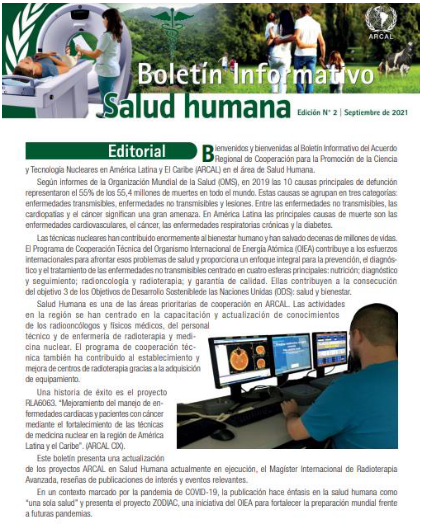 ARCAL
Boletín Informativo
Salud humana
Edición N° 2 | Septiembre de 2021
Editorial
Bienvenidos y bienvenidas al Boletín Informativo del Acuerdo
Regional de Cooperación para la Promoción de la Ciencia
y Tecnología Nucleares en América Latina y El Caribe (ARCAL) en el área de Salud Humana.
Según informes de la Organización Mundial de la Salud (OMS), en 2019 las 10 causas principales de defunción
representaron el 55% de los 55,4 millones de muertes en todo el mundo. Estas causas se agrupan en tres categorías:
enfermedades transmisibles, enfermedades no transmisibles y lesiones. Entre las enfermedades no transmisibles, las
cardiopatías y el cáncer significan una gran amenaza. En América Latina las principales causas de muerte son las
enfermedades cardiovasculares, el cáncer, las enfermedades respiratorias crónicas y la diabetes.
Las técnicas nucleares han contribuido enormemente al bienestar humano y han salvado decenas de millones de vidas.
El Programa de Cooperación Técnica del Organismo Internacional de Energía Atómica (OIEA) contribuye a los esfuerzos
internacionales para afrontar esos problemas de salud y proporciona un enfoque integral para la prevención, el diagnós-
tico y el tratamiento de las enfermedades no transmisibles centrado en cuatro esferas principales: nutrición; diagnóstico
y seguimiento; radioncología y radioterapia; y garantía de calidad. Ellas contribuyen a la consecución
del objetivo 3 de los Objetivos de Desarrollo Sosteniblede las Naciones Unidas (ODS): salud y bienestar.
Salud Humana es una de las áreas prioritarias de cooperación en ARCAL. Las actividades
en la región se han centrado en la capacitación y actualización de conocimientos
de los radioncólogos y físicos médicos, del personal
técnico y de enfermería de radioterapia y medi-
cina nuclear. El programa de cooperación téc-
nica también ha contribuido al establecimiento y
mejora de centros de radioterapia gracias a la adquisición
de equipamiento.
Una historia de éxito es el proyecto
RLA6063. “Mejoramiento del manejo de en-
fermedades cardíacas y pacientes con cáncer
mediante el fortalecimiento de las técnicas
de medicina nuclear en la región de América
Latina y el Caribe”. (ARCAL CIX).
Este boletín presenta una actualización
de los proyectos ARCAL en Salud Humana actualmente en ejecución, el Magíster Internacional de Radioterapia
Avanzada, reseñas de publicaciones de interés y eventos relevantes.
En un contexto marcado por la pandemia de COVID-19, la publicación hace énfasis en la salud humana como
“una sola salud” y presenta el proyecto ZODIAC, una iniciativa del OIEA para fortalecer la preparación mundial frente
a futuras pandemias.